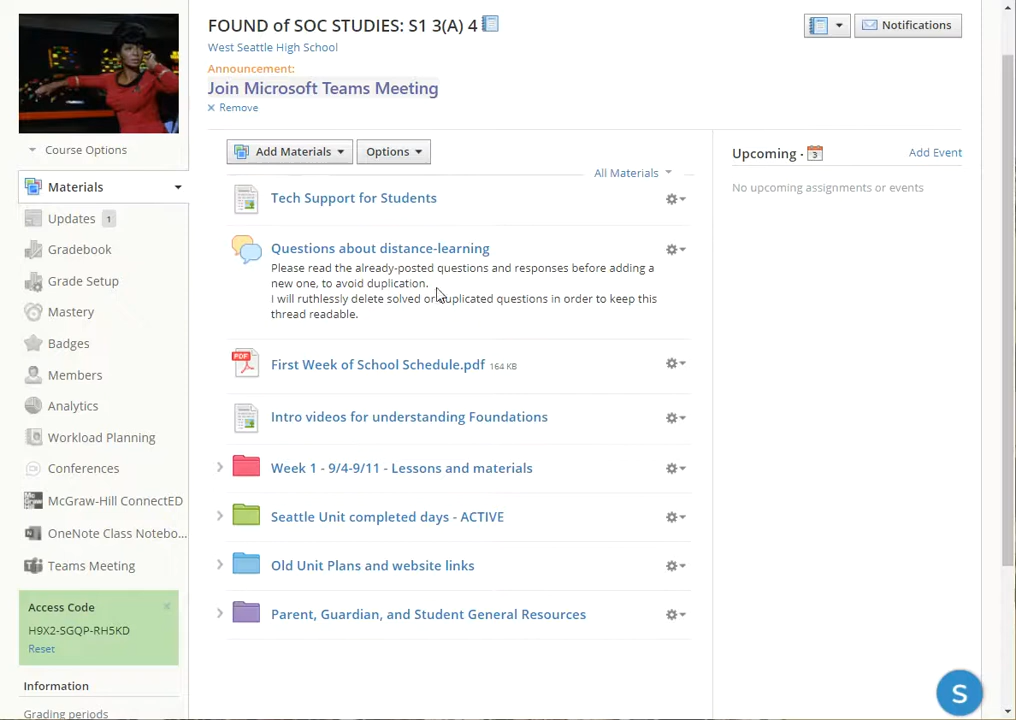 FOUND of SOC STUDIES: S1 3(A) 4
West Seattle High School
Announcement:
Join Microsoft Teams Meeting
× Remove
Notifications
Course Options
Materials
Updates 1
Gradebook
Grade Setup
Mastery
Badges
Members
Analytics
Workload Planning
Conferences
McGraw-Hill ConnectED
OneNote Class Notebo...
Teams Meeting
Access Code
H9X2-SGQP-RH5KD
Reset
Information
Grading periods
Add Materials
Options
All Materials
Tech Support for Students
Questions about distance-learning
Please read the already-posted questions and responses before adding a
new one, to avoid duplication.
I will ruthlessly delete solved or duplicated questions in order to keep this
thread readable.
PDF
First Week of School Schedule.pdf 164 KB
Intro videos for understanding Foundations
Week 1 - 9/4-9/11 - Lessons and materials
Seattle Unit completed days - ACTIVE
Old Unit Plans and website links
Parent, Guardian, and Student General Resources
Upcoming · 3
Add Event
No upcoming assignments or events
S